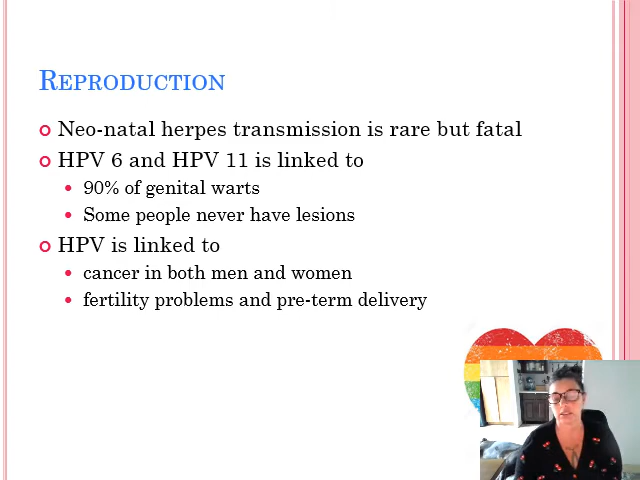 Reproduction
Neo-natal herpes transmission is rare but fatal
HPV 6 and HPV 11 is linked to
90% of genital warts
Some people never have lesions
HPV is linked to
cancer in both men and women
fertility problems and pre-term delivery